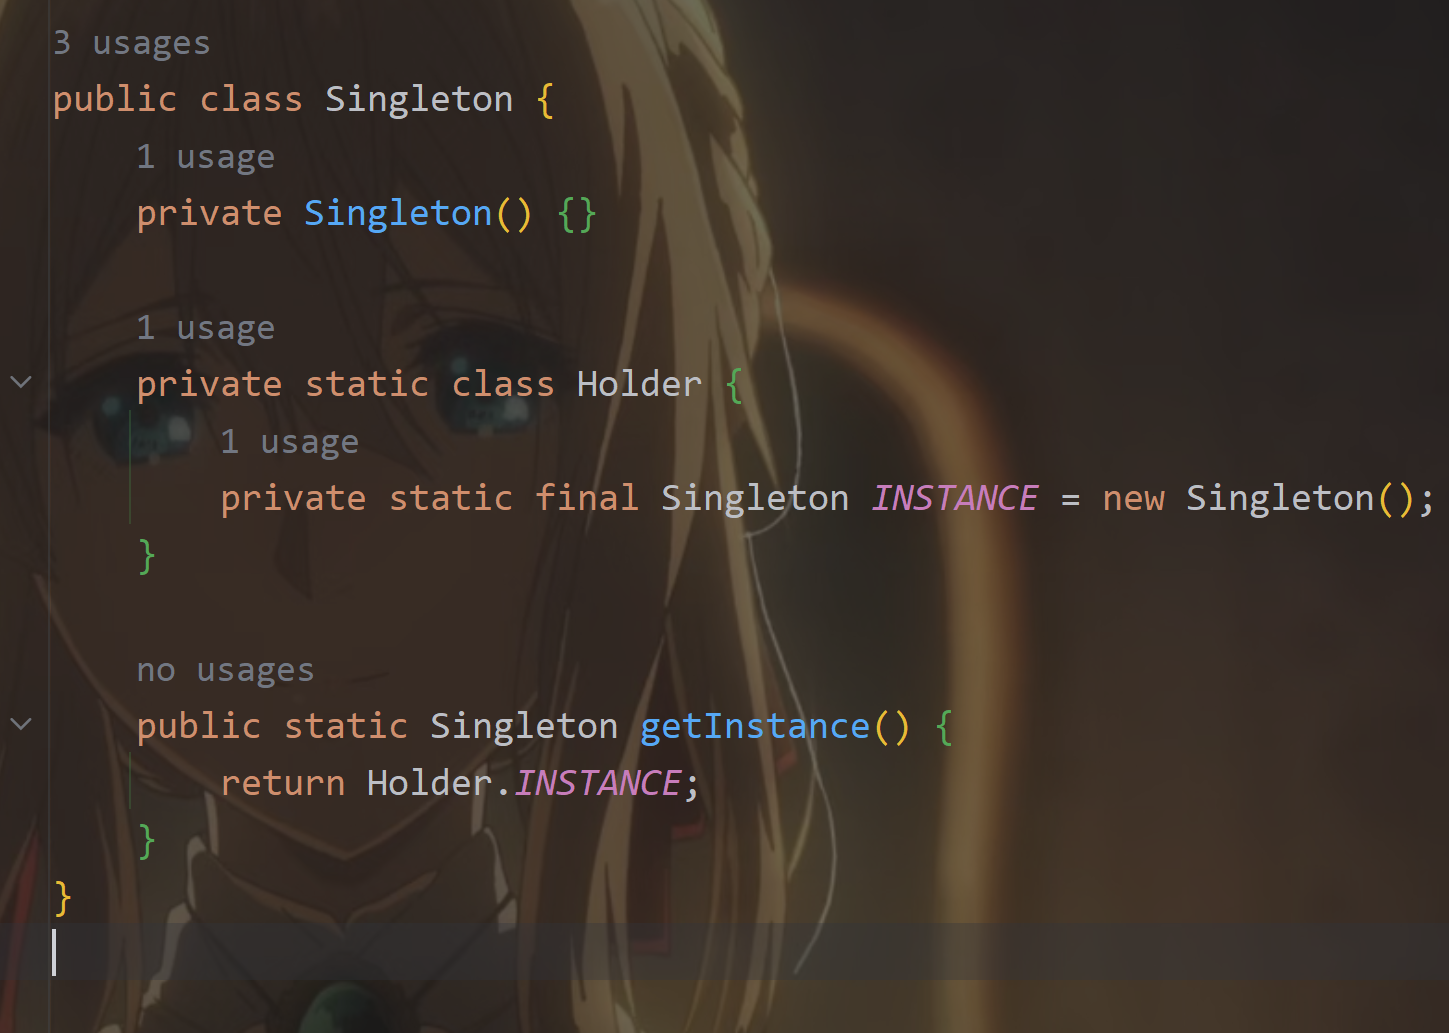 3 usages
public class Singleton {
1 usage
private Singleton() {}
1 usage
private static class Holder {
1 usage
private static final Singleton INSTANCE = new Singleton();
}
no usages
public static Singleton getInstance() {
return Holder.INSTANCE;
}
}